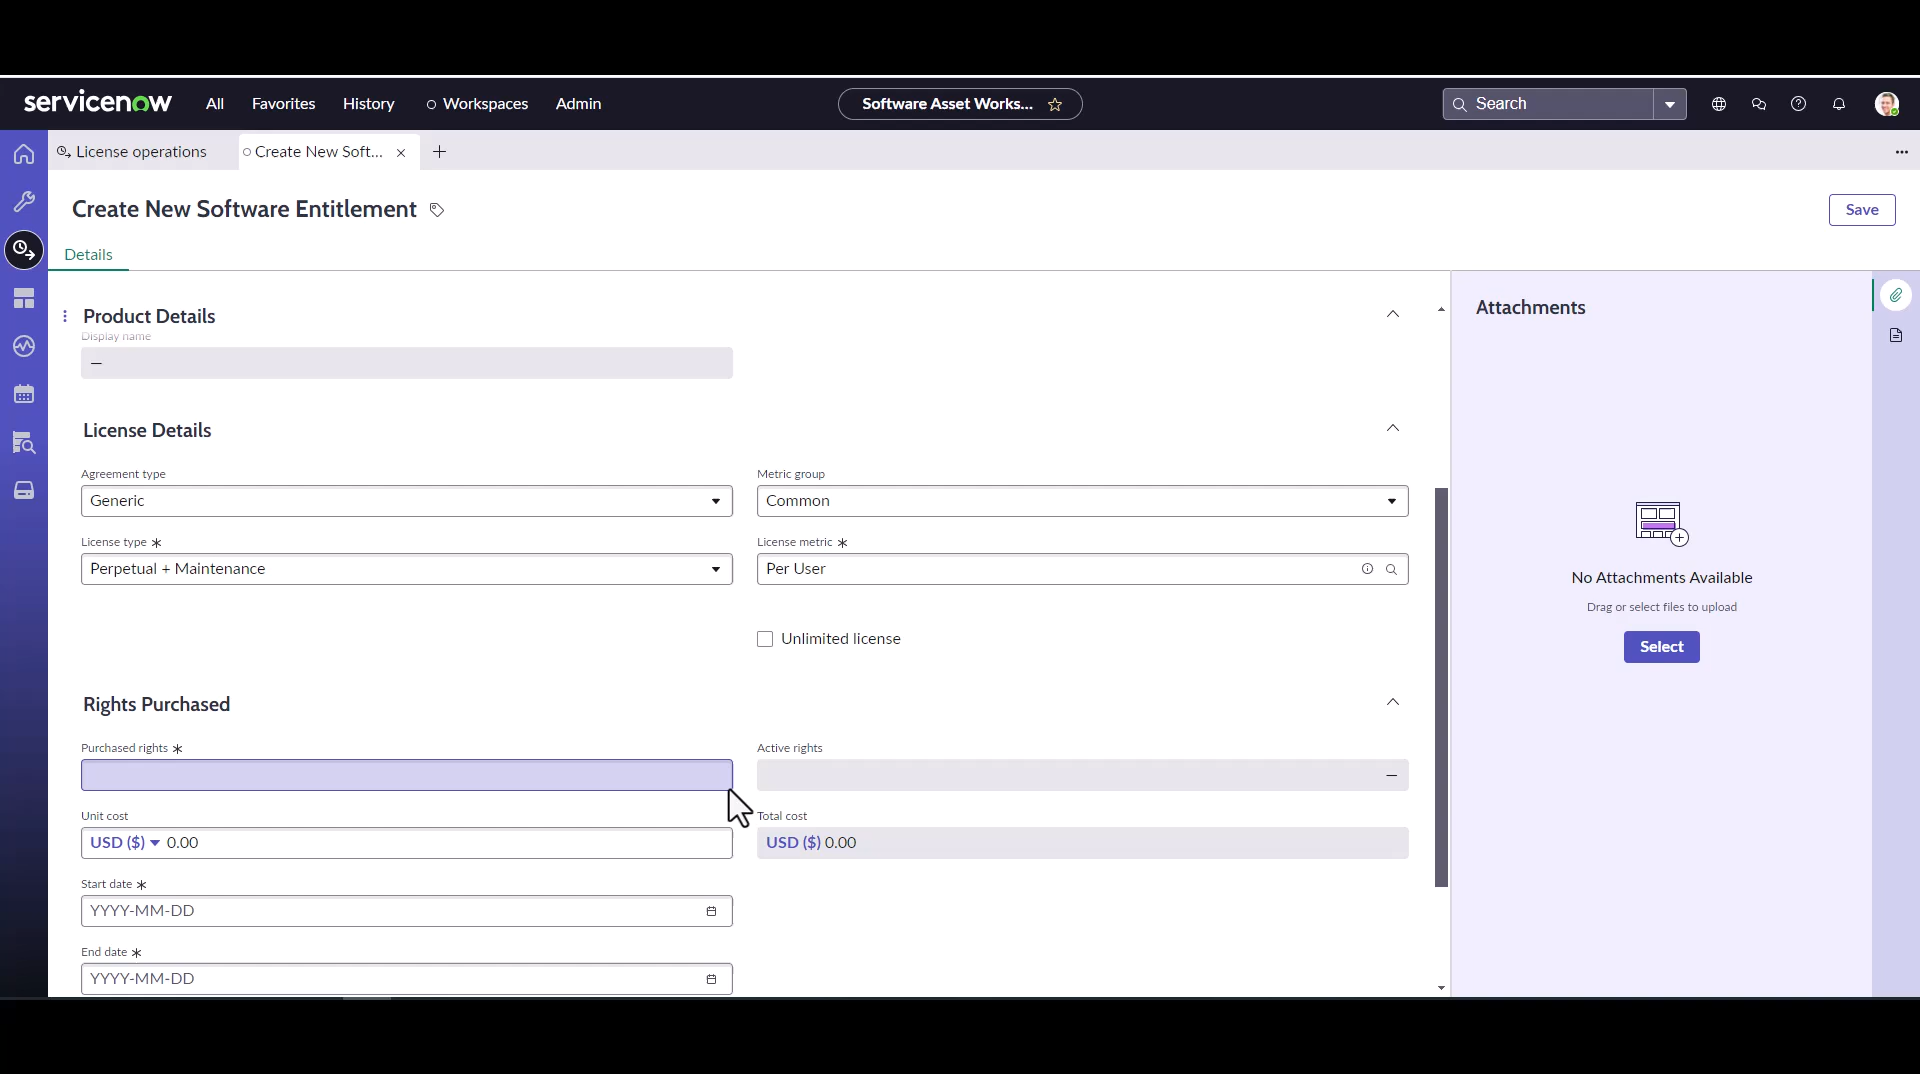 servicenow All Favorites History Workspaces Admin Software Asset Works... Search
License operations Create New Soft...
Create New Software Entitlement Save
Details
Product Details
Display name
—
License Details
Agreement type Metric group
Generic Common
License type * License metric *
Perpetual + Maintenance Per User
Unlimited license
Rights Purchased
Purchased rights * Active rights
—
Unit cost Total cost
USD ($) 0.00 USD ($) 0.00
Start date *
YYYY-MM-DD
End date *
YYYY-MM-DD
Attachments
No Attachments Available
Drag or select files to upload
Select